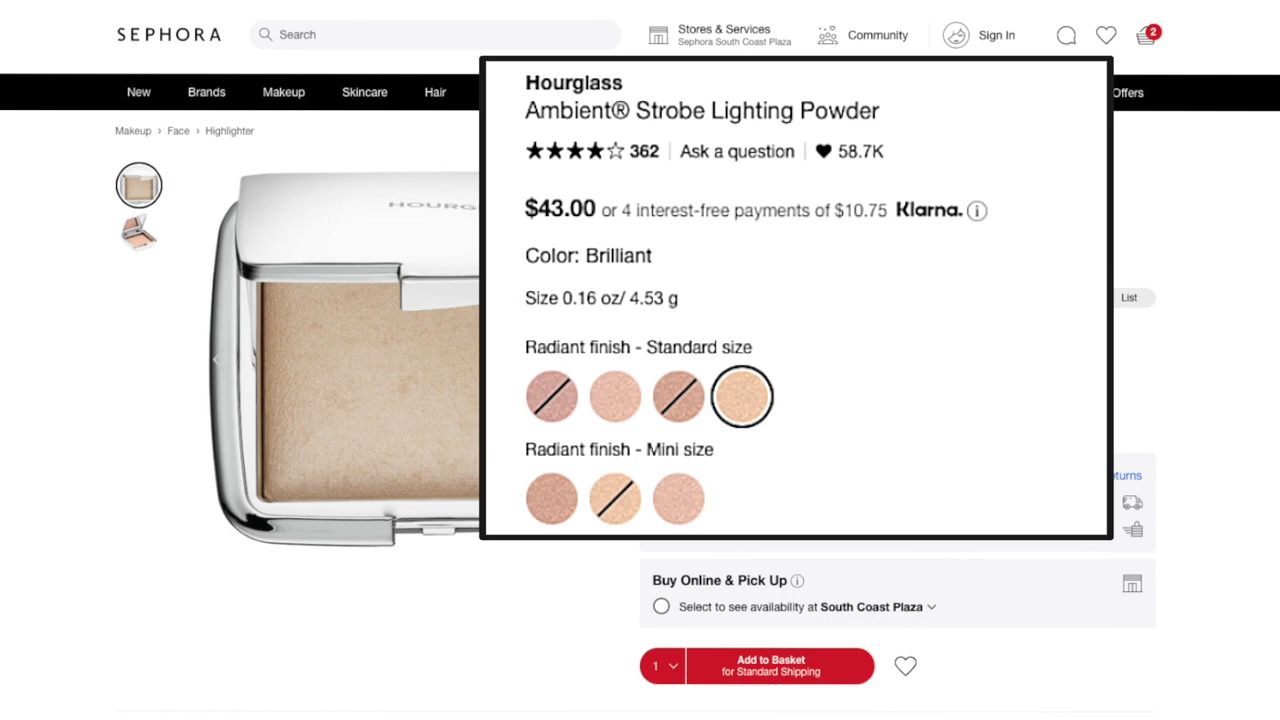 SEPHORA
Search
Stores & Services
Sephora South Coast Plaza
Community
Sign In
2
New
Brands
Makeup
Skincare
Hair
Offers
Makeup › Face › Highlighter
HOURG
Hourglass
Ambient® Strobe Lighting Powder
362 | Ask a question | 58.7K
$43.00 or 4 interest-free payments of $10.75 Klarna.
Color: Brilliant
Size 0.16 oz/ 4.53 g
Radiant finish - Standard size
Radiant finish - Mini size
List
eturns
Buy Online & Pick Up
Select to see availability at South Coast Plaza
1
Add to Basket
for Standard Shipping